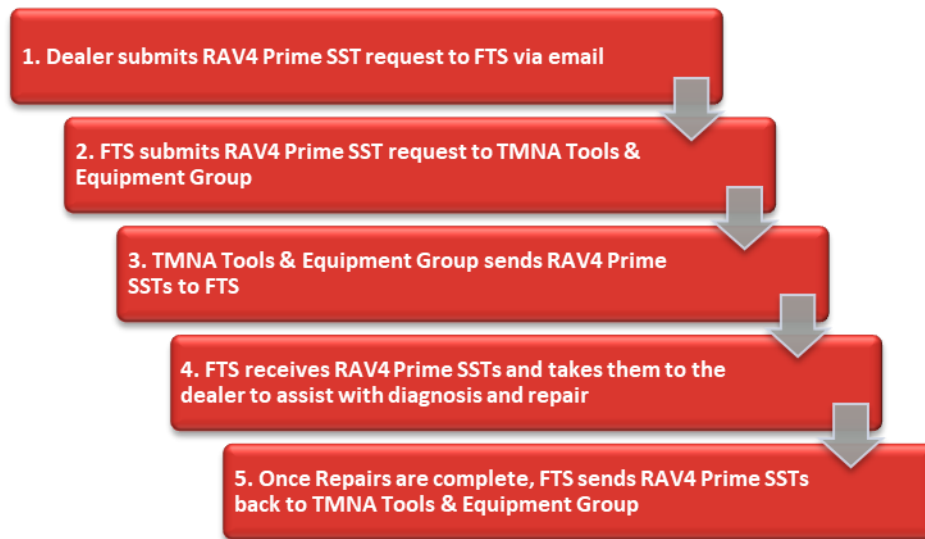 1. Dealer submits RAV4 Prime SST request to FTS via email
2. FTS submits RAV4 Prime SST request to TMNA Tools &
Equipment Group
3. TMNA Tools & Equipment Group sends RAV4 Prime
SSTs to FTS
4. FTS receives RAV4 Prime SSTs and takes them to the
dealer to assist with diagnosis and repair
5. Once Repairs are complete, FTS sends RAV4 Prime SSTs
back to TMNA Tools & Equipment Group